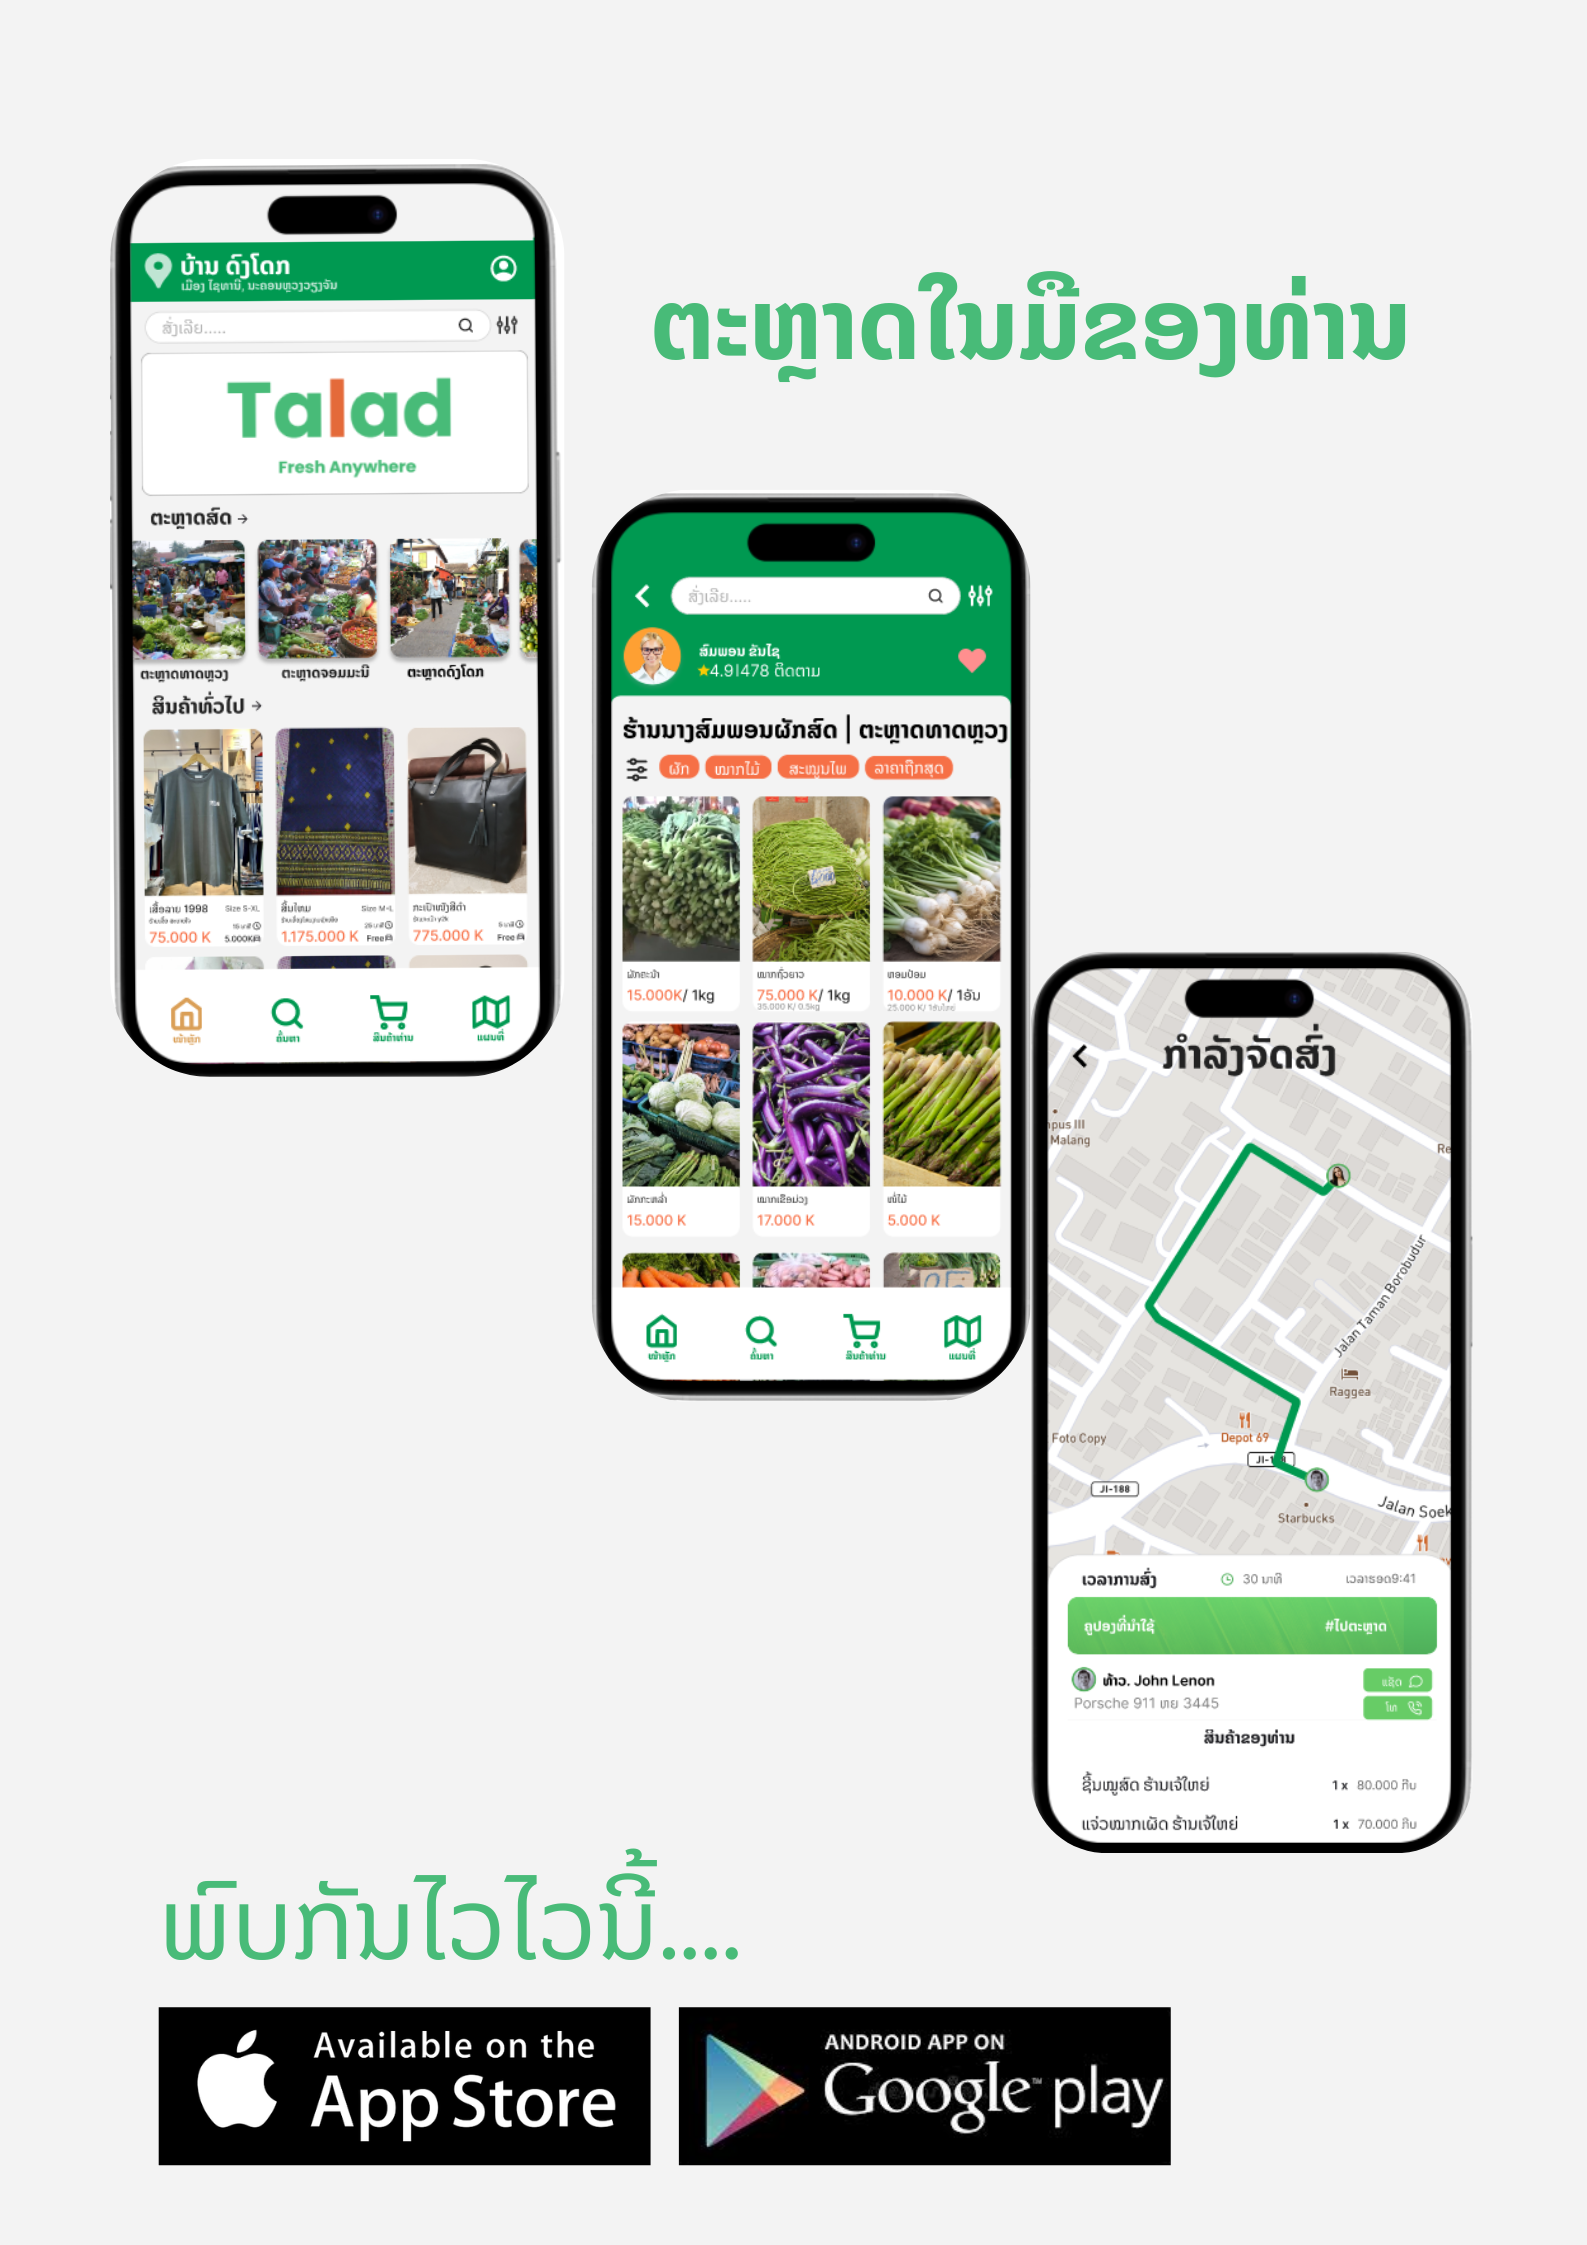 ຕະຫຼາດໃນມືຂອງທ່ານ
ບ້ານ ດົງໂດກ
ເມືອງ ໄຊທານີ, ນະຄອນຫຼວງວຽງຈັນ
ສັ່ງເລີຍ.....
Talad
Fresh Anywhere
ຕະຫຼາດສົດ →
ຕະຫຼາດທາດຫຼວງ
ຕະຫຼາດຈອມມະນີ
ຕະຫຼາດດົງໂດກ
ສິນຄ້າທົ່ວໄປ →
ເສື້ອລາຍ 1998 Size S-XL
15 ນາທີ
75.000 K 5.000K
ສິ້ນໄໝ Size M-L
25 ນາທີ
1.175.000 K Free
ກະເປົາໜັງສີດຳ
5 ນາທີ
775.000 K Free
ໜ້າຫຼັກ
ຄົ້ນຫາ
ສິນຄ້າທ່ານ
ແຜນທີ່
ສັ່ງເລີຍ.....
ສົມພອນ ຂັນໄຊ
4.9|478 ຕິດຕາມ
ຮ້ານນາງສົມພອນຜັກສົດ | ຕະຫຼາດທາດຫຼວງ
ຜັກ
ໝາກໄມ້
ສະໝູນໄພ
ລາຄາຖືກສຸດ
ຜັກຄະນ້າ
15.000K/ 1kg
ໝາກຖົ່ວຍາວ
75.000 K/ 1kg
35.000 K/ 0.5kg
ຫອມປ້ອມ
10.000 K/ 1ອັນ
25.000 K/ 1ອັນໃຫຍ່
ຜັກກະຫລ່ຳ
15.000 K
ໝາກເຂືອມ່ວງ
17.000 K
ໜໍ່ໄມ້
5.000 K
ໜ້າຫຼັກ
ຄົ້ນຫາ
ສິນຄ້າທ່ານ
ແຜນທີ່
ກຳລັງຈັດສົ່ງ
pus III
Malang
Re
Jalan Taman Borobudur
Raggea
Depot 69
Foto Copy
JI-188
Jalan Soek
Starbucks
ເວລາການສົ່ງ 30 ນາທີ ເວລາຮອດ9:41
ຄູປອງທີ່ນຳໃຊ້ #ໄປຕະຫຼາດ
ທ້າວ. John Lenon
ແຊັດ
Porsche 911 ຫຍ 3445
ໂທ
ສິນຄ້າຂອງທ່ານ
ຊີ້ນໝູສົດ ຮ້ານເຈ້ໃຫຍ່ 1 x 80.000 ກີບ
ແຈ່ວໝາກເຜັດ ຮ້ານເຈ້ໃຫຍ່ 1 x 70.000 ກີບ
ພົບກັນໄວໄວນີ້....
Available on the
App Store
ANDROID APP ON
Google play